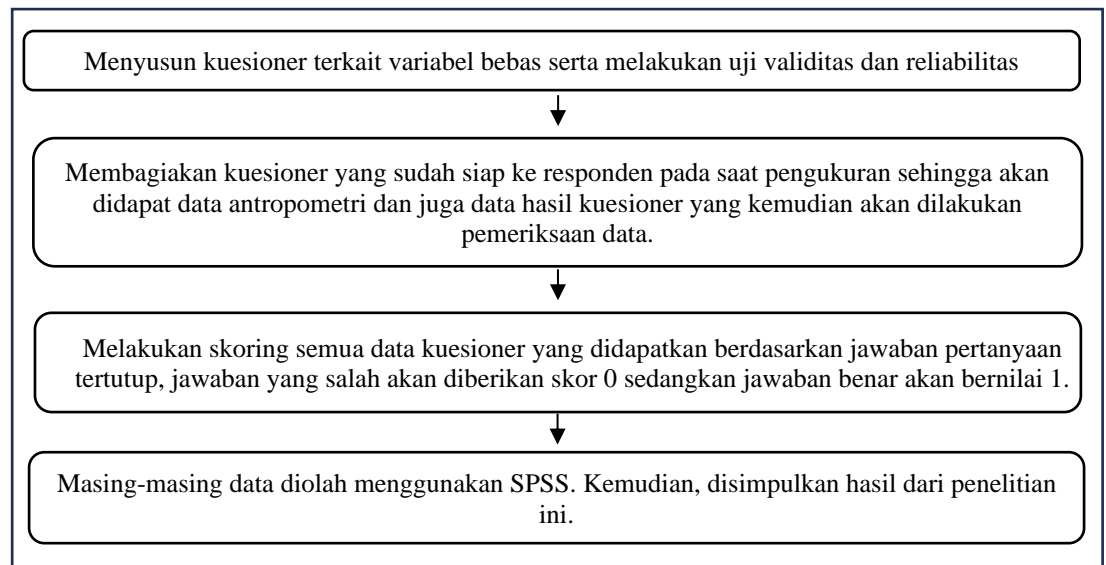 Menyusun kuesioner terkait variabel bebas serta melakukan uji validitas dan reliabilitas
Membagiakan kuesioner yang sudah siap ke responden pada saat pengukuran sehingga akan
didapat data antropometri dan juga data hasil kuesioner yang kemudian akan dilakukan
pemeriksaan data.
Melakukan skoring semua data kuesioner yang didapatkan berdasarkan jawaban pertanyaan
tertutup, jawaban yang salah akan diberikan skor 0 sedangkan jawaban benar akan bernilai 1.
Masing-masing data diolah menggunakan SPSS. Kemudian, disimpulkan hasil dari penelitian
ini.